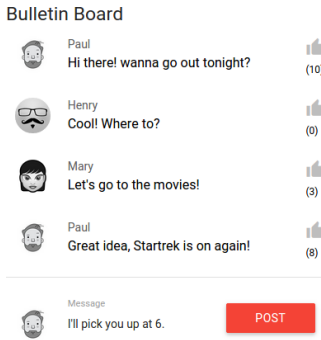 Bulletin Board
Paul
Hi there! wanna go out tonight?
(10)
Henry
Cool! Where to?
(0)
Mary
Let's go to the movies!
(3)
Paul
Great idea, Startrek is on again!
(8)
Message
I'll pick you up at 6.
POST